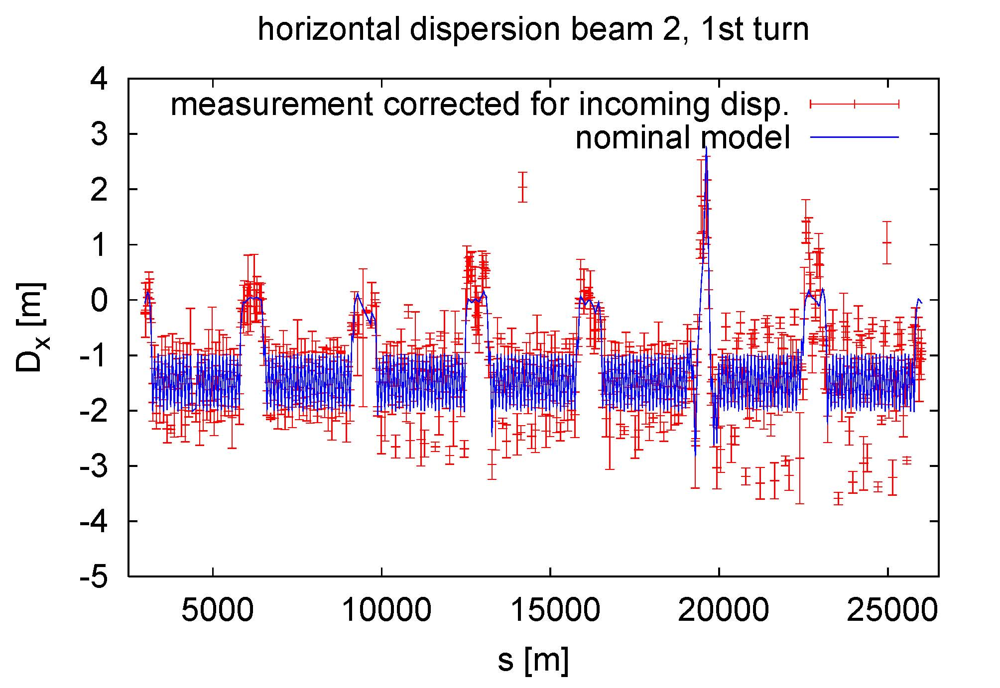 horizontal dispersion beam 2, 1st turn
measurement corrected for incoming disp.
nominal model
4
3
2
1
0
-1
-2
-3
-4
-5
Dx [m]
5000 10000 15000 20000 25000
s [m]